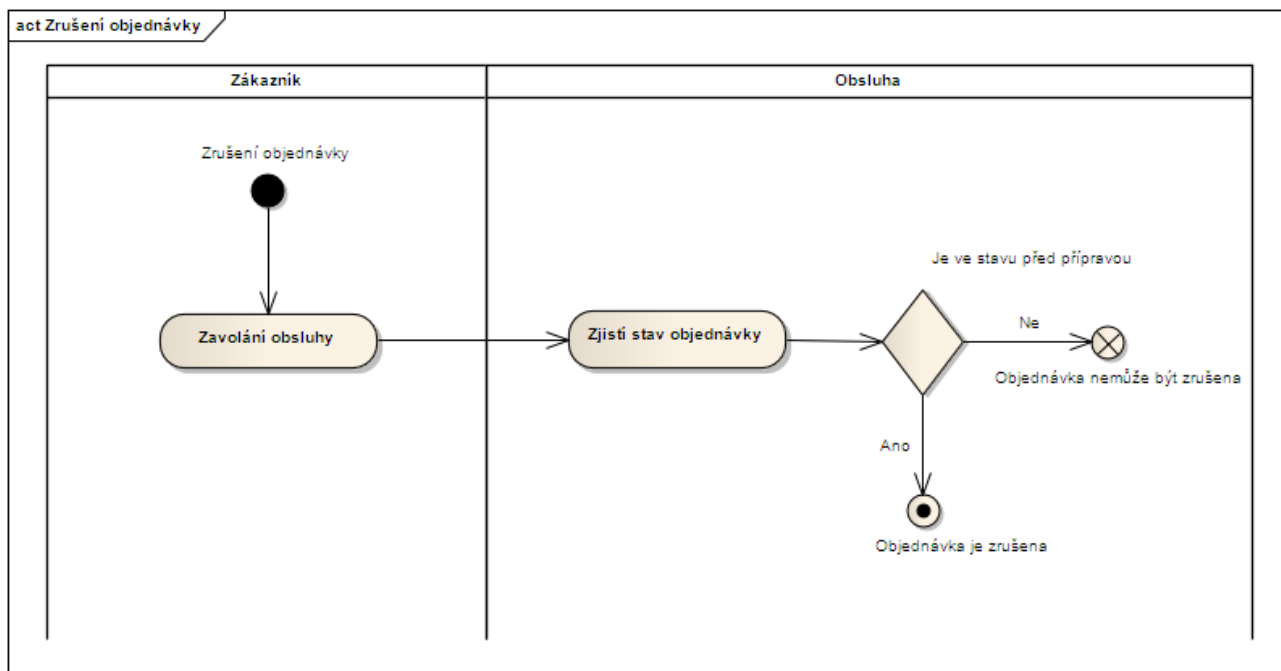 act Zrušení objednávky
Zákazník
Obsluha
Zrušení objednávky
Je ve stavu před přípravou
Zavolání obsluhy
Zjistí stav objednávky
Ne
Objednávka nemůže být zrušena
Ano
Objednávka je zrušena